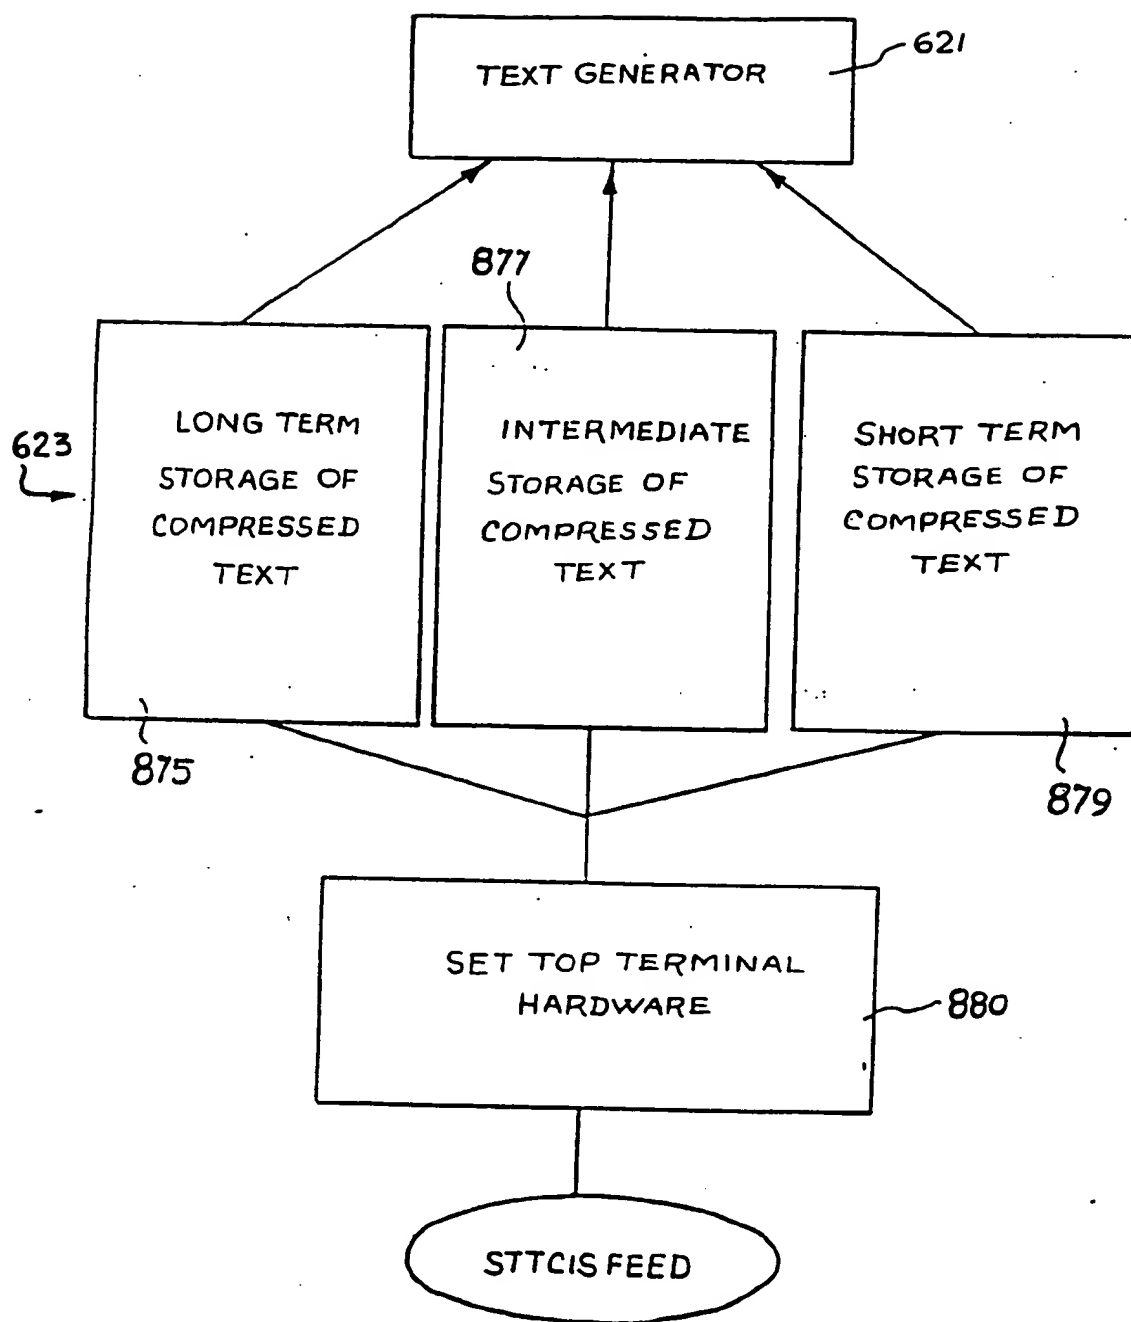 TEXT GENERATOR
621
877
623
LONG TERM
STORAGE OF
COMPRESSED
TEXT
INTERMEDIATE
STORAGE OF
COMPRESSED
TEXT
SHORT TERM
STORAGE OF
COMPRESSED
TEXT
875
879
SET TOP TERMINAL
HARDWARE
880
STTCIS FEED